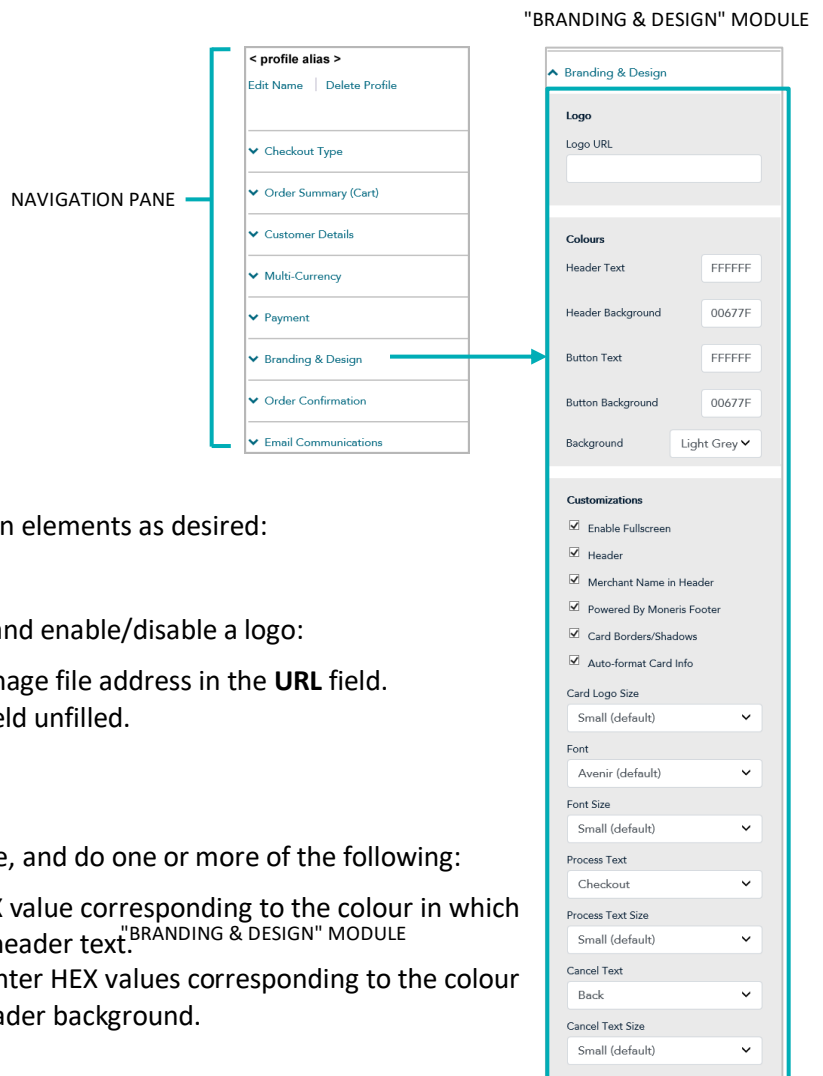 "BRANDING & DESIGN" MODULE
< profile alias >
Edit Name | Delete Profile
Checkout Type
Order Summary (Cart)
Customer Details
Multi-Currency
Payment
Branding & Design
Order Confirmation
Email Communications
NAVIGATION PANE
Branding & Design
Logo
Logo URL
Colours
Header Text FFFFFF
Header Background 00677F
Button Text FFFFFF
Button Background 00677F
Background Light Grey
Customizations
Enable Fullscreen
Header
Merchant Name in Header
Powered By Moneris Footer
Card Borders/Shadows
Auto-format Card Info
Card Logo Size
Small (default)
Font
Avenir (default)
Font Size
Small (default)
Process Text
Checkout
Process Text Size
Small (default)
Cancel Text
Back
Cancel Text Size
Small (default)
n elements as desired:
and enable/disable a logo:
nage file address in the URL field.
eld unfilled.
e, and do one or more of the following:
X value corresponding to the colour in which
header text.
"BRANDING & DESIGN" MODULE
nter HEX values corresponding to the colour
ader background.